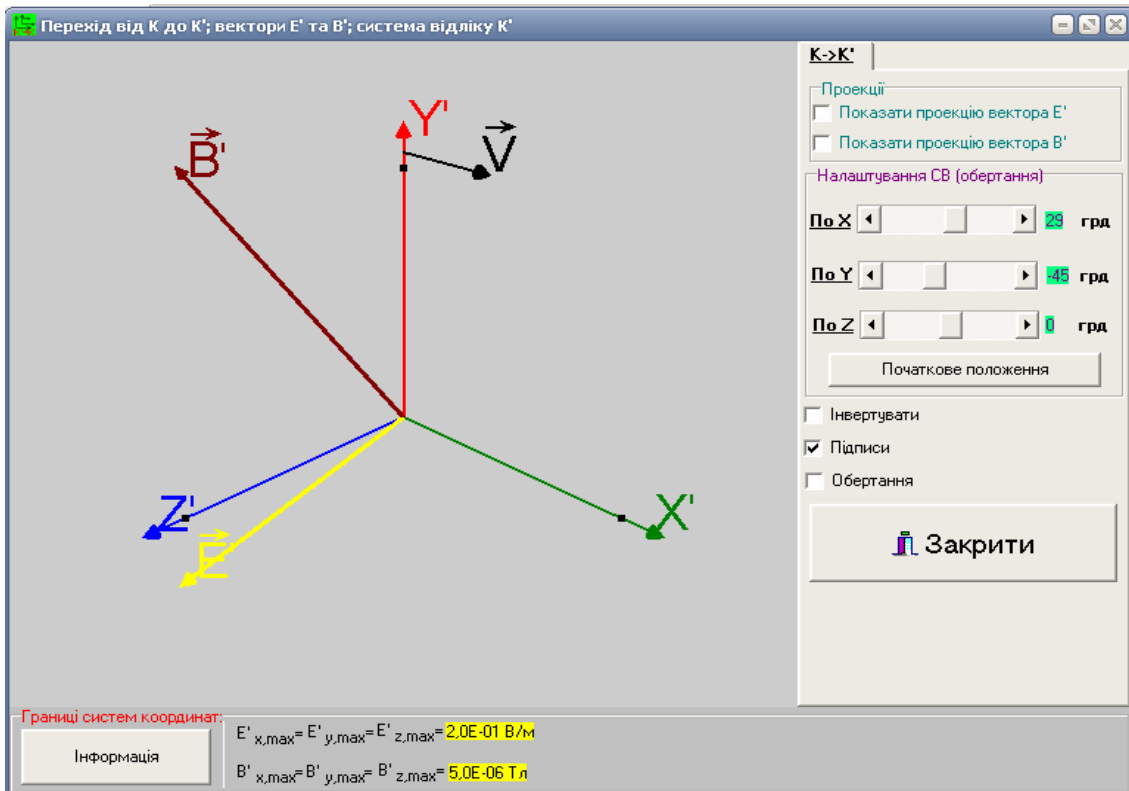 Перехід від K до K'; вектори E' та B'; система відліку K'
K->K'
Проекції
Показати проекцію вектора E'
Показати проекцію вектора B'
Налаштування СВ (обертання)
По X 29 грд
По Y -45 грд
По Z 0 грд
Початкове положення
Інвертувати
Підписи
Обертання
Закрити
B'
Y'
V
Z'
E'
X'
Границі систем координат:
Інформація
E' x,max= E' y,max= E' z,max= 2,0E-01 В/м
B' x,max= B' y,max= B' z,max= 5,0E-06 Тл